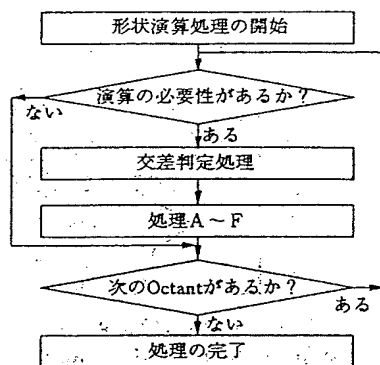 形状演算処理の開始
演算の必要性があるか?
ない
ある
交差判定処理
処理A~F
次のOctantがあるか?
ある
ない
処理の完了